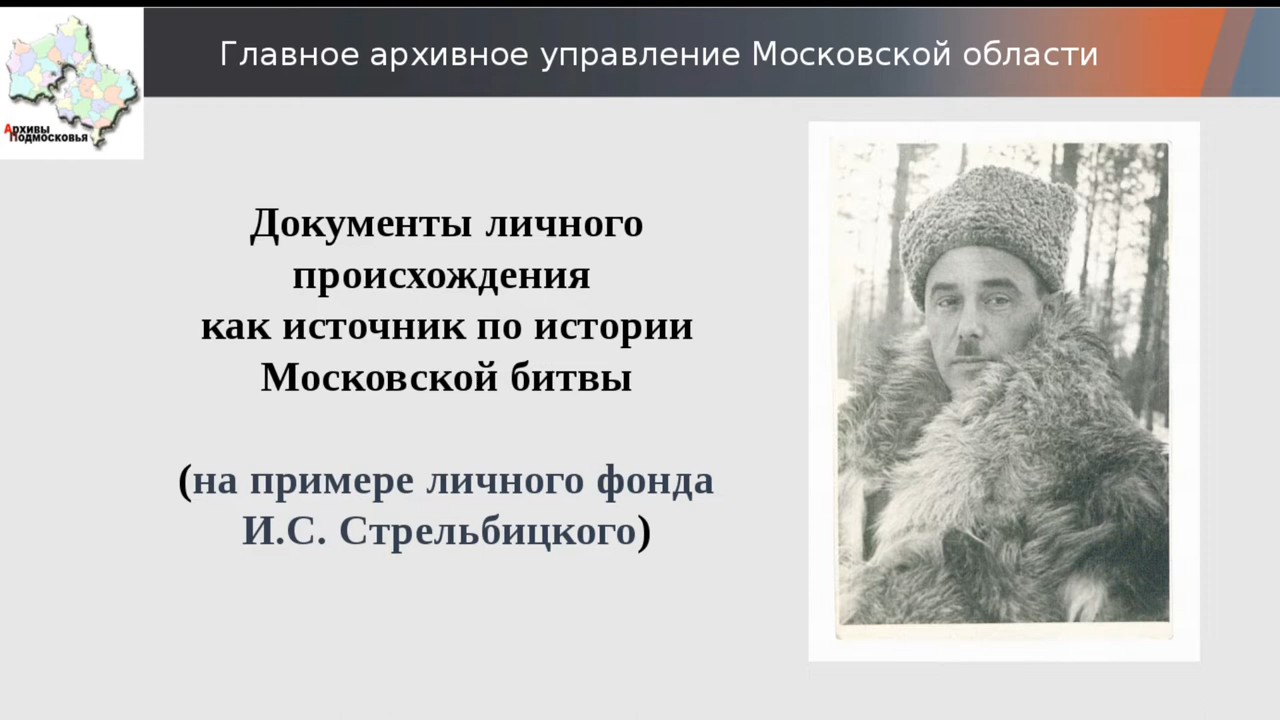 Главное архивное управление Московской области
Архивы
Подмосковья
Документы личного
происхождения
как источник по истории
Московской битвы
(на примере личного фонда
И.С. Стрельбицкого)